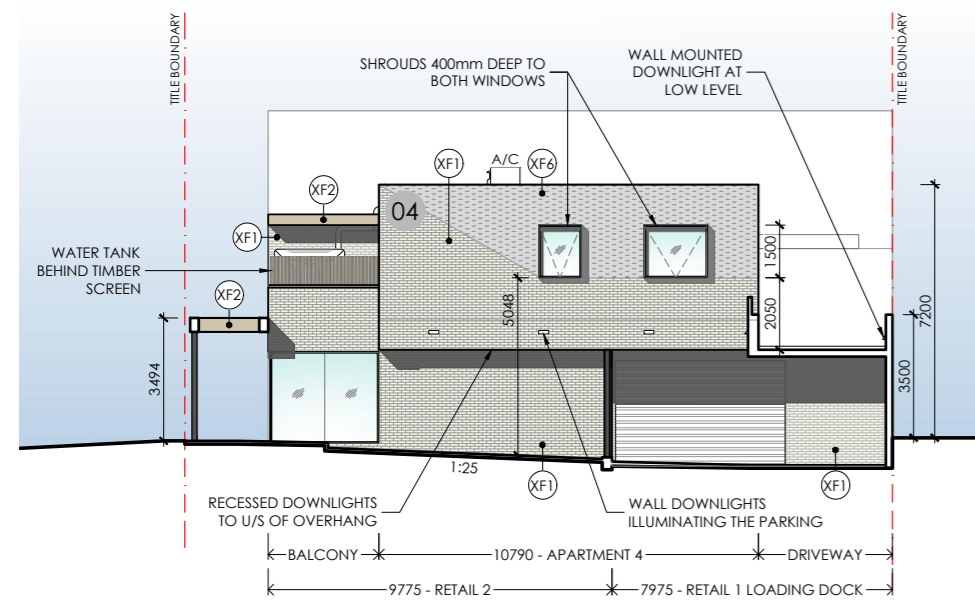 TITLE BOUNDARY
SHROUDS 400mm DEEP TO
BOTH WINDOWS
WALL MOUNTED
DOWNLIGHT AT
LOW LEVEL
TITLE BOUNDARY
XF2
XF1
A/C
XF6
04
XF1
WATER TANK
BEHIND TIMBER
SCREEN
XF2
1500
5048
2050
7200
3494
3500
1:25
XF1
XF1
RECESSED DOWNLIGHTS
TO U/S OF OVERHANG
WALL DOWNLIGHTS
ILLUMINATING THE PARKING
BALCONY
10790 - APARTMENT 4
DRIVEWAY
9775 - RETAIL 2
7975 - RETAIL 1 LOADING DOCK